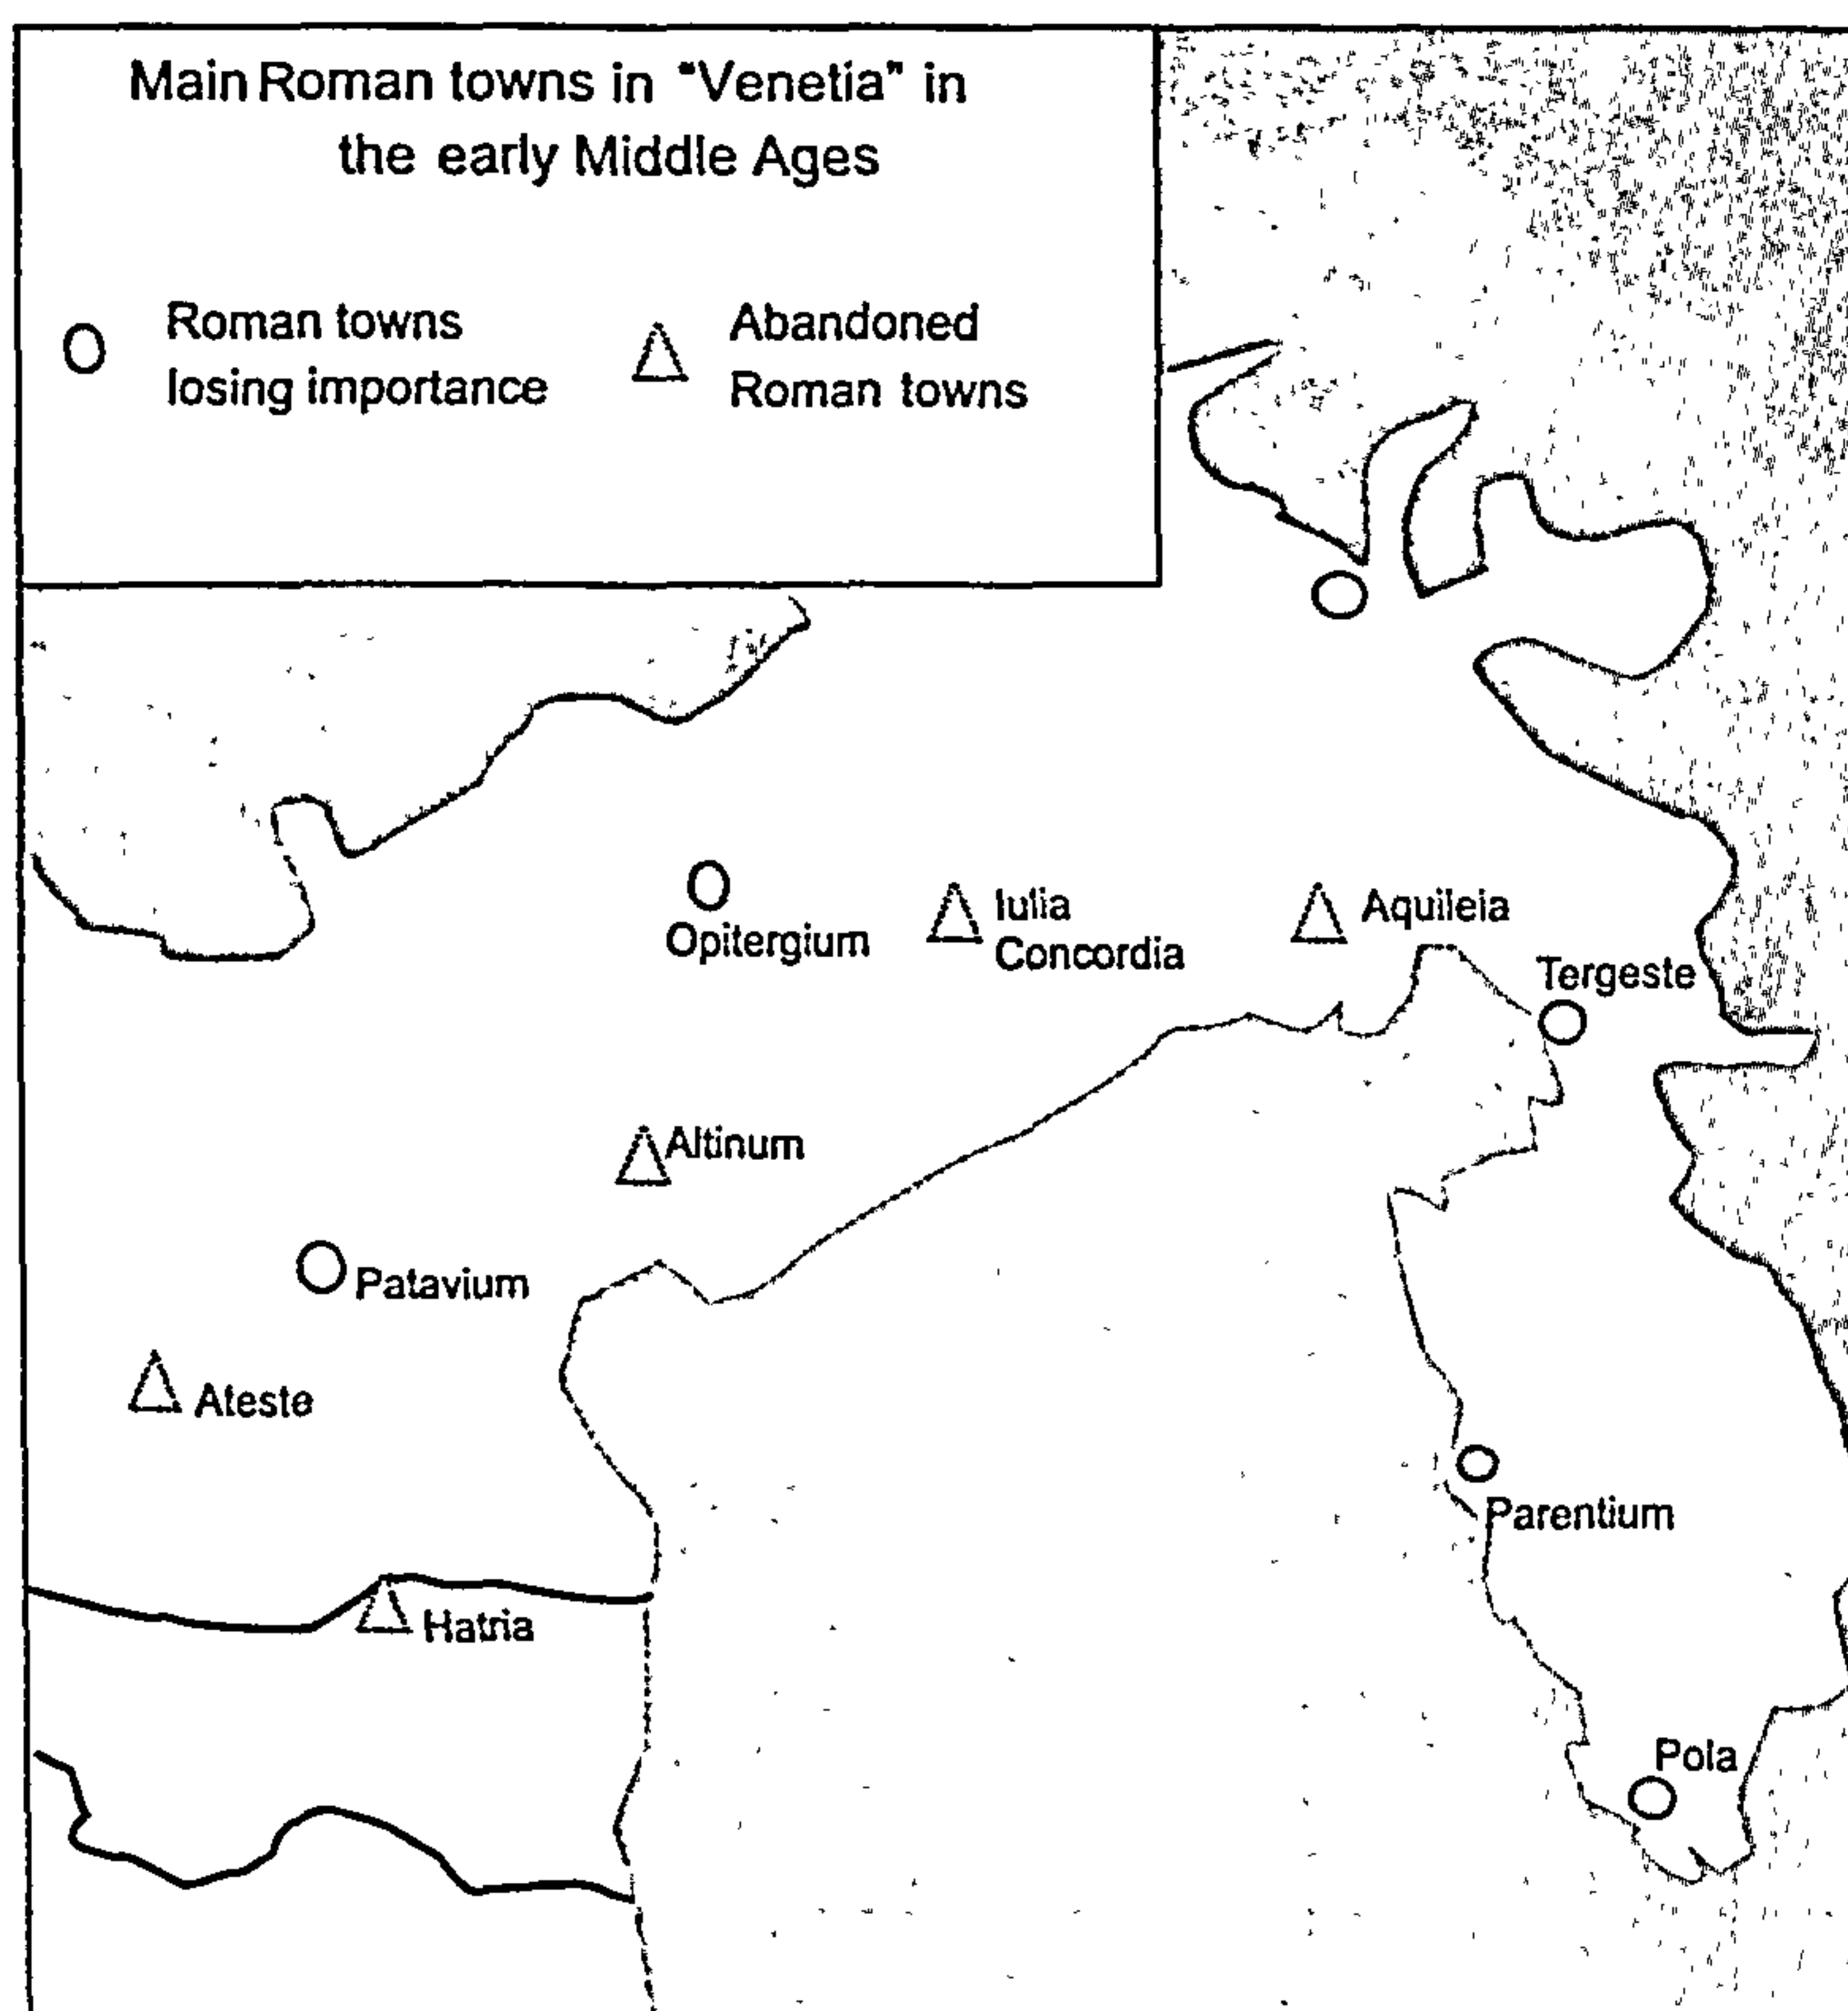 Main Roman towns in "Venetia" in
the early Middle Ages
Roman towns
losing importance
Abandoned
Roman towns
Opitergium
Iulia
Concordia
Aquileia
Tergeste
Altinum
Patavium
Ateste
Parentium
Hatria
Pola